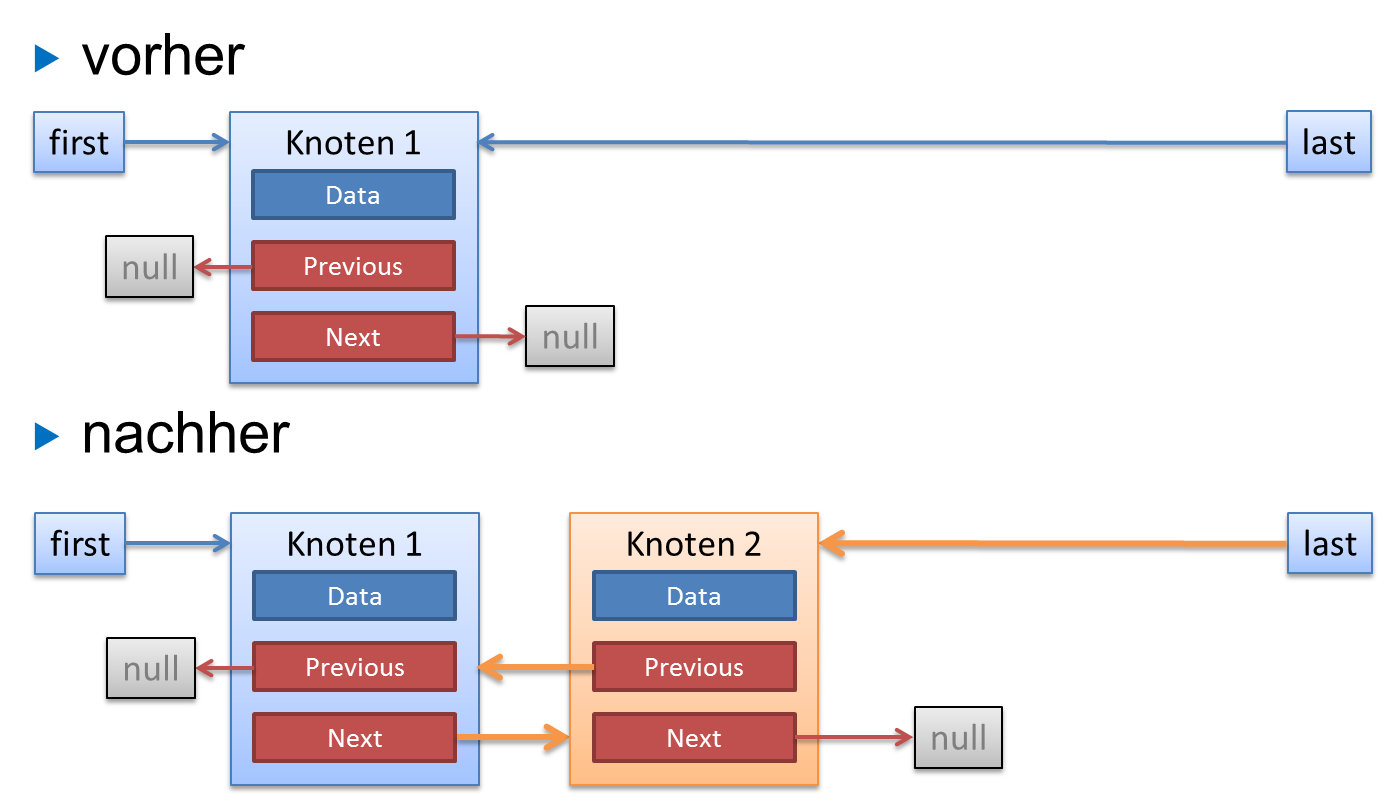 vorher
first
Knoten 1
last
Data
null
Previous
Next
null
nachher
first
Knoten 1
Knoten 2
last
Data
Data
null
Previous
Previous
Next
Next
null